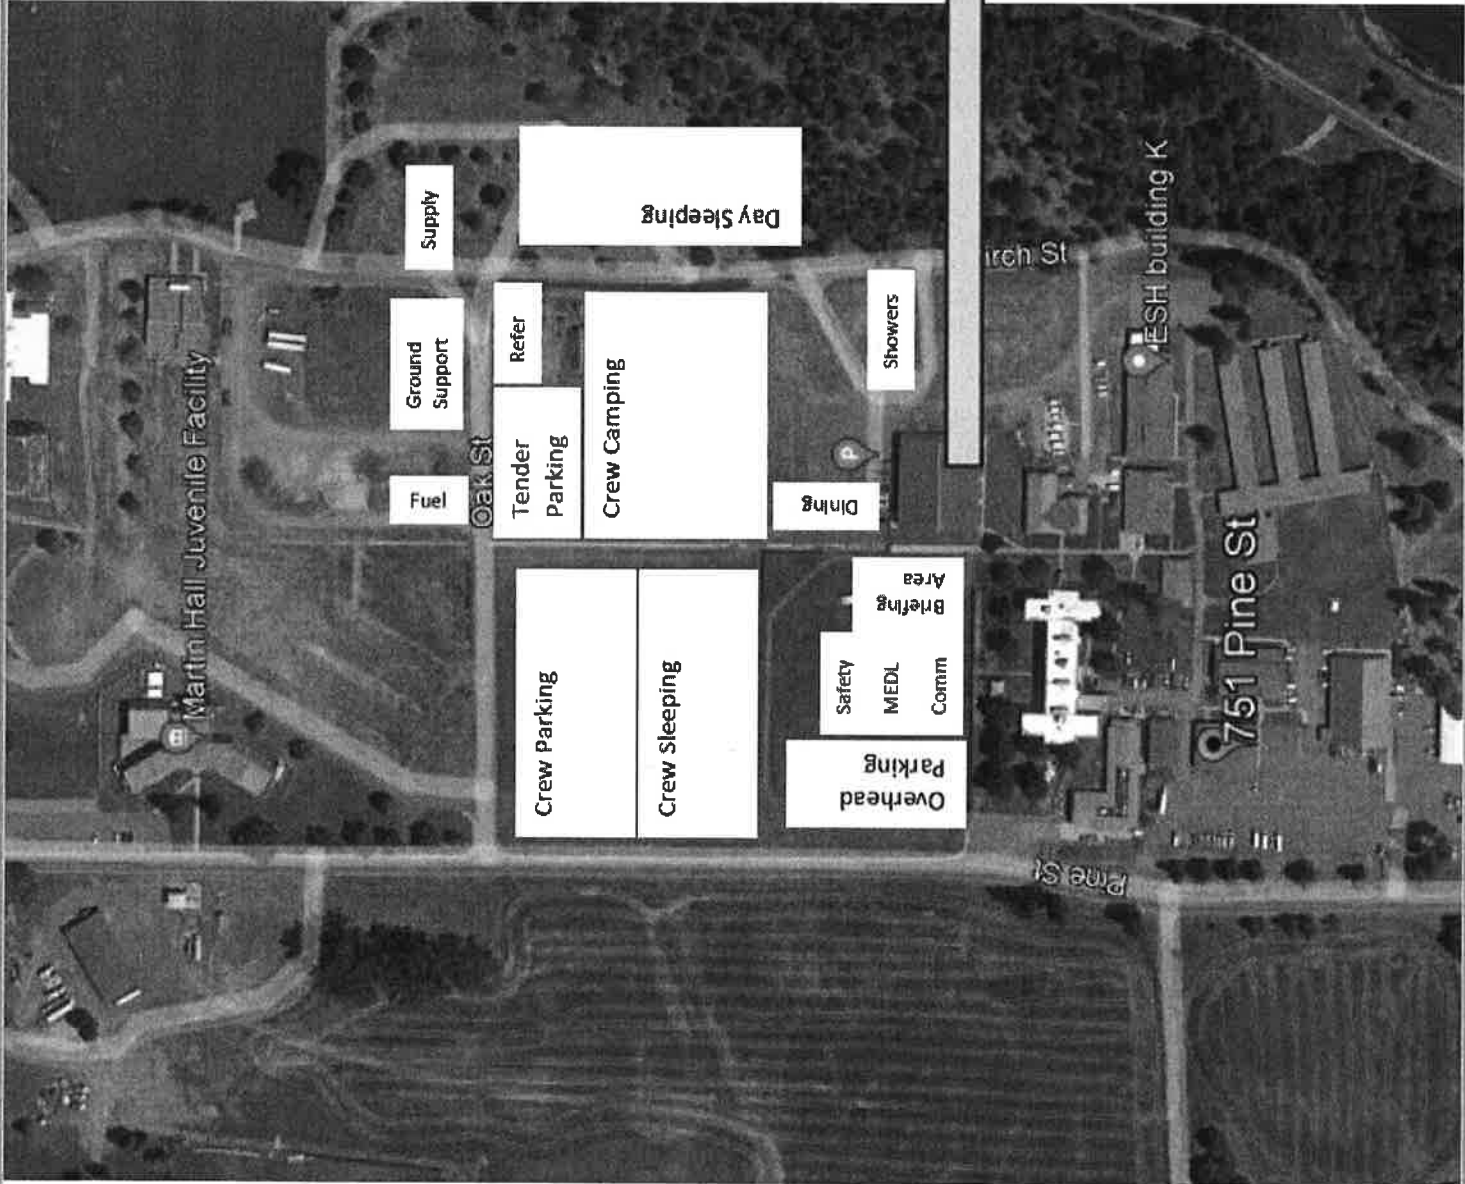 Supply
Day Sleeping
Ground
Support
Refer
Showers
irch St
ESH building K
Martin Hall Juvenile Facility
Fuel
Oak St
Tender
Parking
Crew Camping
P
Dining
Crew Parking
Crew Sleeping
Safety
MEDL
Comm
Briefing
Area
Overhead
Parking
751 Pine St
Pine St